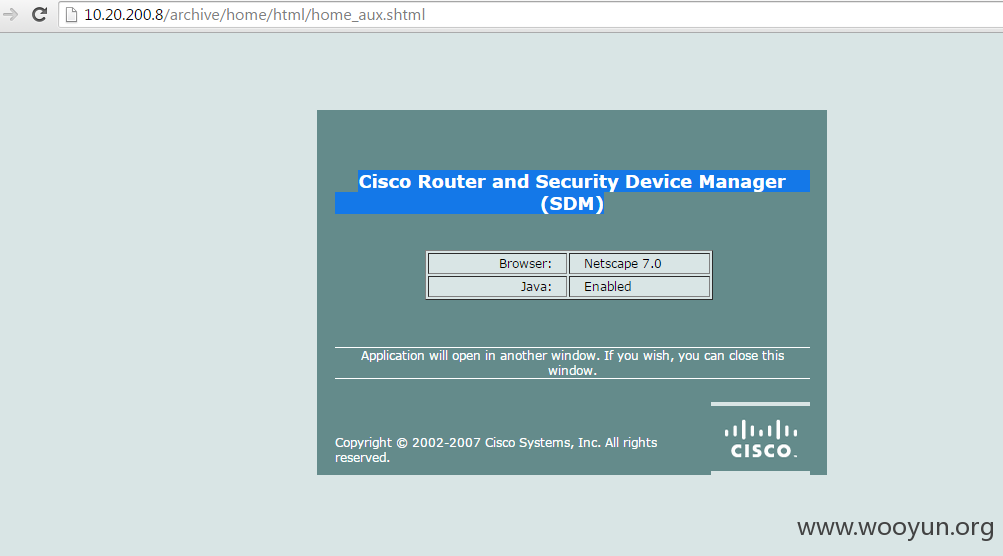 10.20.200.8/archive/home/html/home_aux.shtml
Cisco Router and Security Device Manager
(SDM)
Browser: Netscape 7.0
Java: Enabled
Application will open in another window. If you wish, you can close this
window.
Copyright © 2002-2007 Cisco Systems, Inc. All rights
reserved.
CISCO™
www.wooyun.org